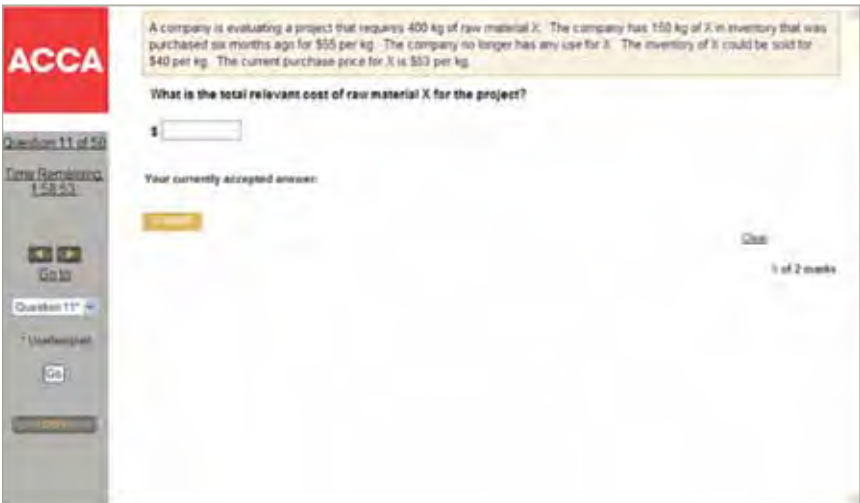 A company is evaluating a project that requires 400 kg of raw material X. The company has 150 kg of X in inventory that was
purchased six months ago for $55 per kg. The company no longer has any use for X. The inventory of X could be sold for
$40 per kg. The current purchase price for X is $53 per kg.
ACCA
What is the total relevant cost of raw material X for the project?
$
Question 11 of 50
Time Remaining
1:58:53
Your currently accepted answer:
Clear
of 2 marks
Go to
Question 11*
Go